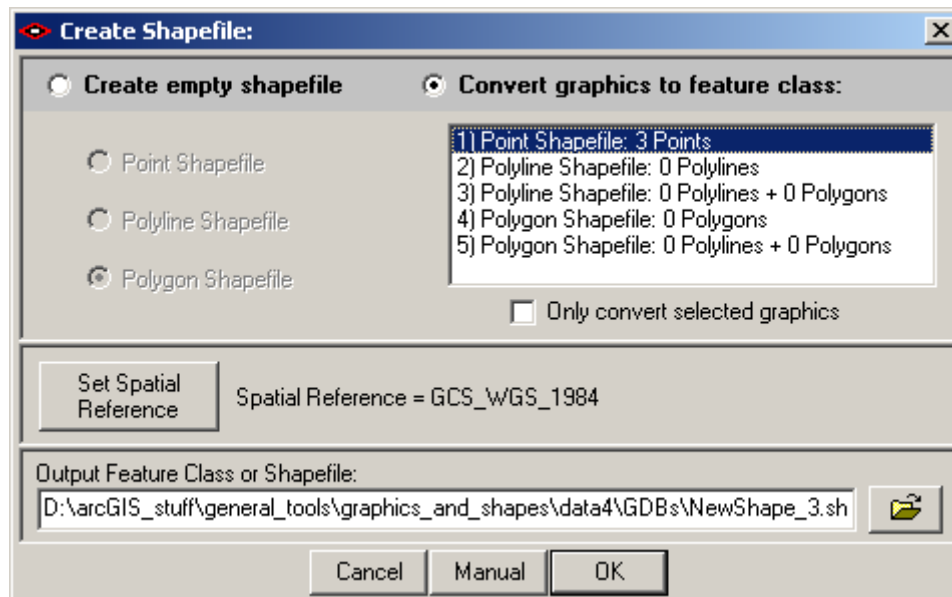 Create Shapefile:
Create empty shapefile
Convert graphics to feature class:
Point Shapefile
Polyline Shapefile
Polygon Shapefile
1) Point Shapefile: 3 Points
2) Polyline Shapefile: 0 Polylines
3) Polyline Shapefile: 0 Polylines + 0 Polygons
4) Polygon Shapefile: 0 Polygons
5) Polygon Shapefile: 0 Polylines + 0 Polygons
Only convert selected graphics
Set Spatial
Reference
Spatial Reference = GCS_WGS_1984
Output Feature Class or Shapefile:
D:\arcGIS_stuff\general_tools\graphics_and_shapes\data4\GDBs\NewShape_3.sh
Cancel
Manual
OK